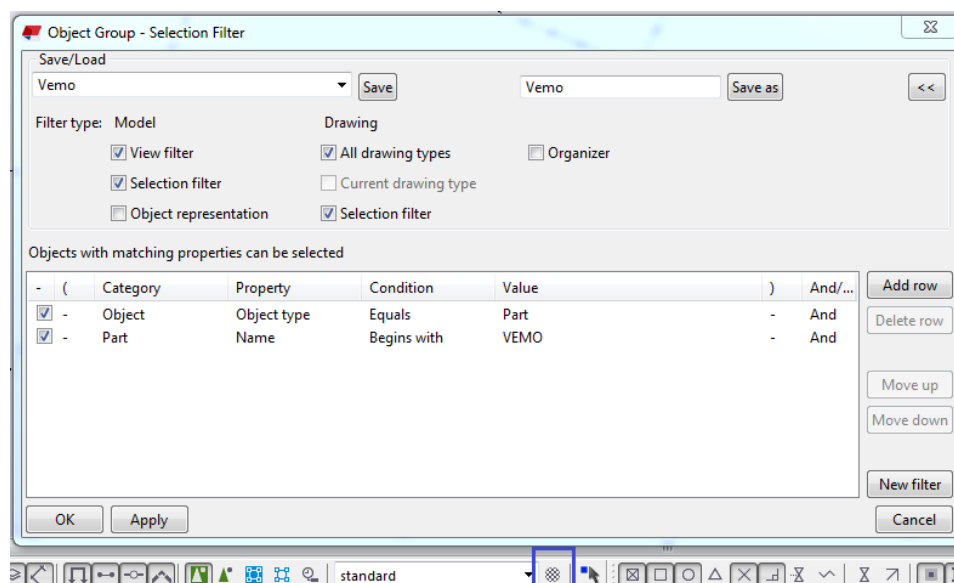 Object Group - Selection Filter
Save/Load
Vemo Save Vemo Save as <<
Filter type: Model Drawing
View filter All drawing types Organizer
Selection filter Current drawing type
Object representation Selection filter
Objects with matching properties can be selected
- ( Category Property Condition Value ) And/... Add row
- Object Object type Equals Part - And Delete row
- Part Name Begins with VEMO - And
Move up
Move down
New filter
OK Apply Cancel
standard